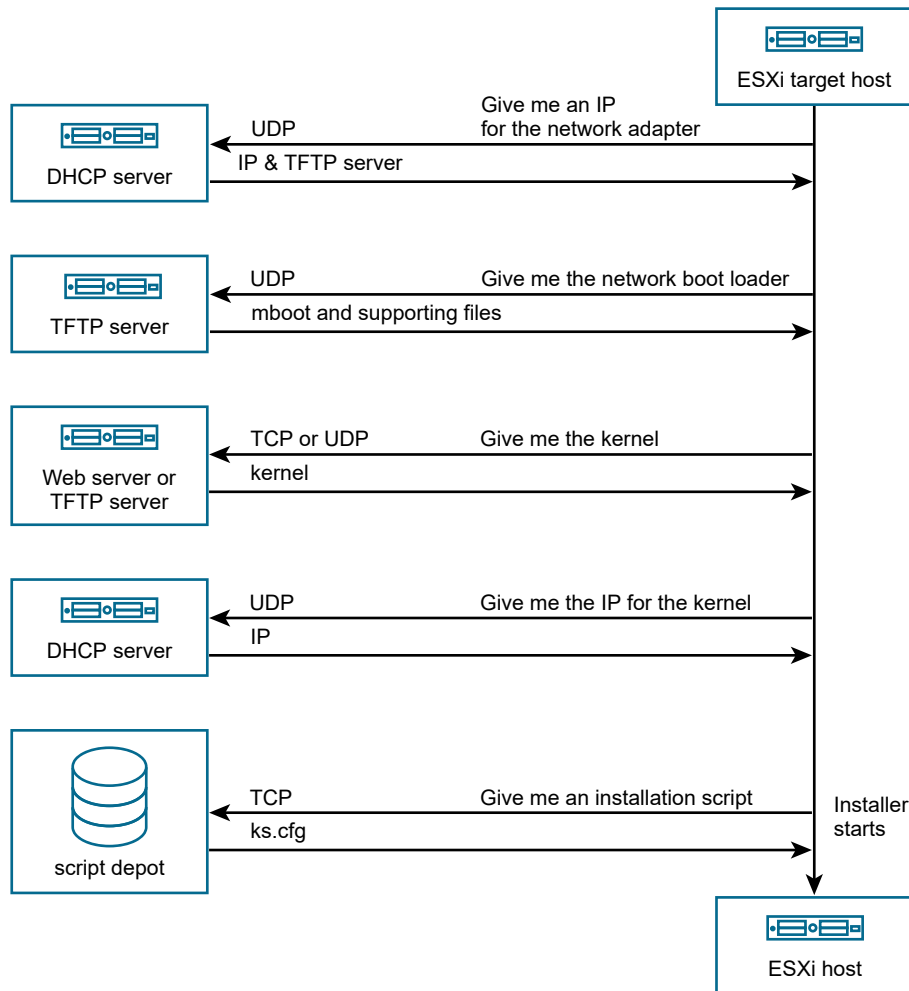 ESXi target host
Give me an IP
for the network adapter
UDP
IP & TFTP server
DHCP server
UDP
Give me the network boot loader
mboot and supporting files
TFTP server
TCP or UDP
Give me the kernel
kernel
Web server or
TFTP server
UDP
Give me the IP for the kernel
IP
DHCP server
TCP
Give me an installation script
ks.cfg
script depot
Installer
starts
ESXi host